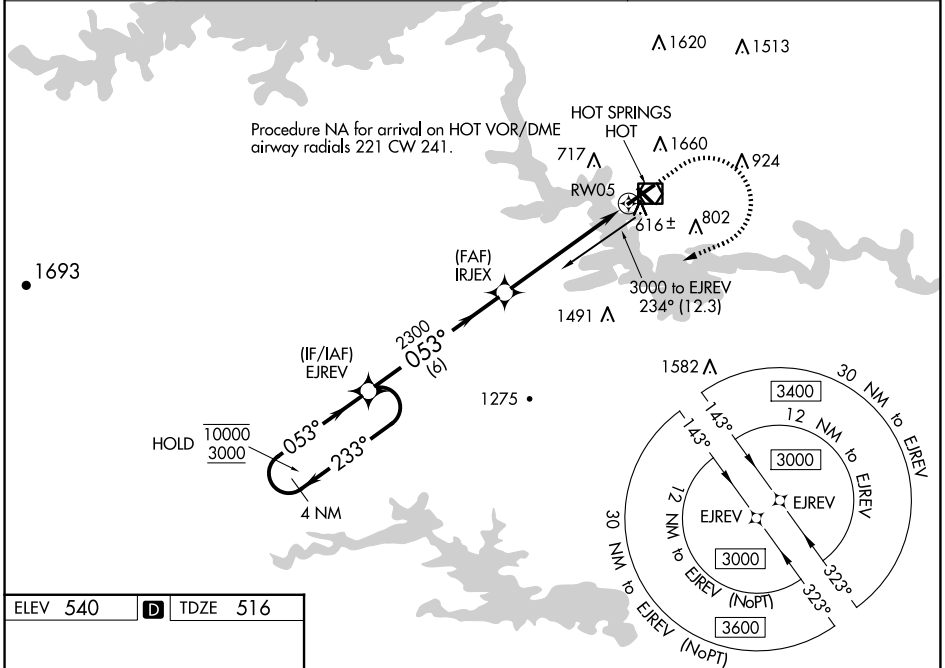 1620
1513
HOT SPRINGS
HOT
Procedure NA for arrival on HOT VOR/DME
airway radials 221 CW 241.
717
1660
924
RW05
616±
802
1693
(FAF)
IRJEX
3000 to EJREV
234° (12.3)
1491
2300
053°
(6)
(IF/IAF)
EJREV
1582
1275
HOLD
10000
3000
053°
233°
4 NM
30 NM to EJREV
3400
143°
143°
12 NM to EJREV
3000
EJREV
EJREV
12 NM to EJREV (NoPT)
3000
323°
323°
30 NM to EJREV (NoPT)
3600
ELEV 540
D
TDZE 516